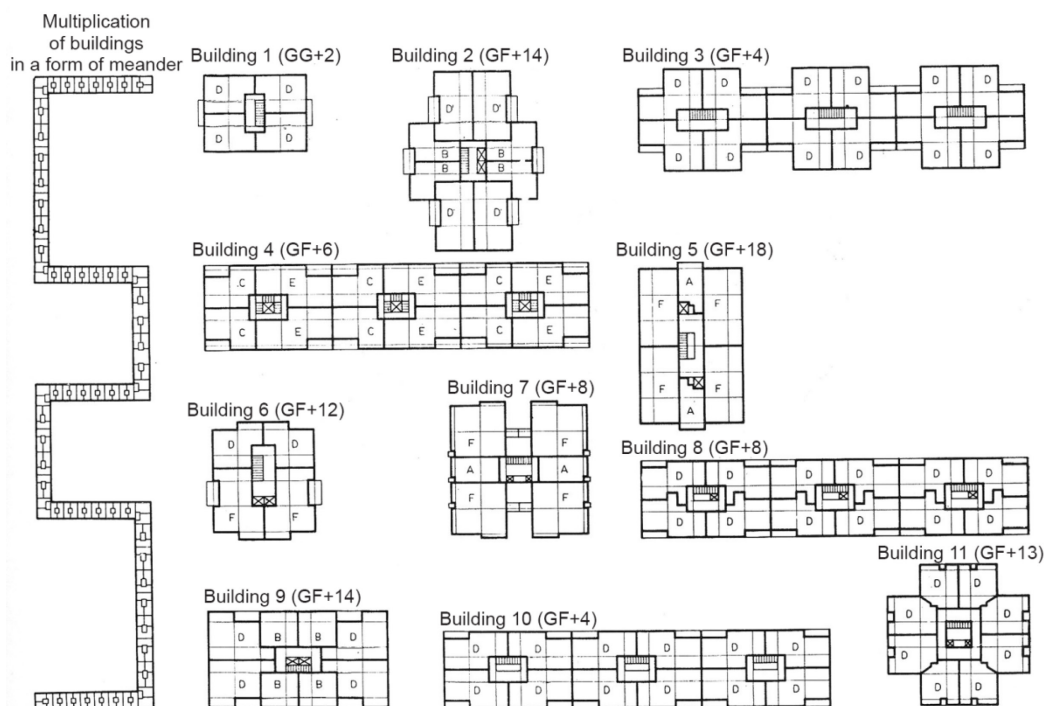 Multiplication
of buildings
in a form of meander
Building 1 (GG+2)
D D
D D
Building 2 (GF+14)
D' D'
B B
B B
D' D'
Building 3 (GF+4)
D D D D D D
D D D D D D
Building 4 (GF+6)
C E C E C E
C E C E C E
Building 5 (GF+18)
A
F F
F F
A
Building 6 (GF+12)
D D
F F
Building 7 (GF+8)
F F
A A
F F
Building 8 (GF+8)
D D D D D D
D D D D D D
Building 9 (GF+14)
D B B D
D B B D
Building 10 (GF+4)
D D D D D D
D D D D D D
Building 11 (GF+13)
D D
D D
D D
D D